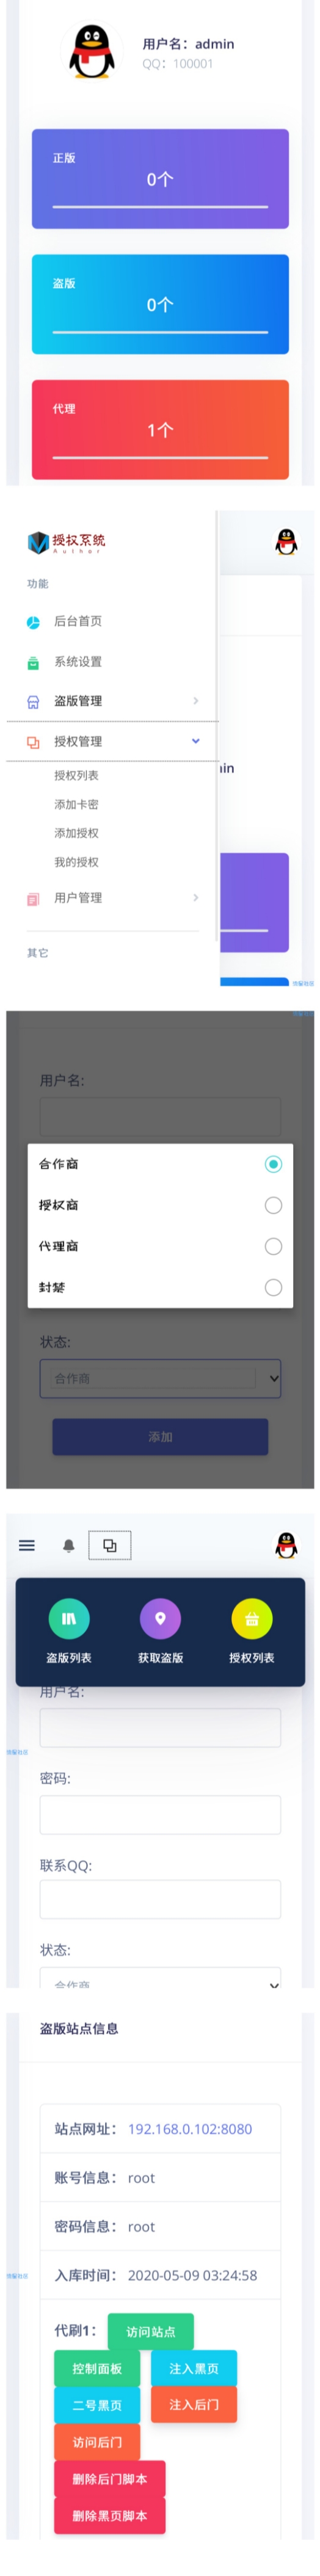 用户名：admin
QQ：100001
正版
0个
盗版
0个
代理
1个
授权系统
Author
功能
后台首页
系统设置
盗版管理
授权管理
in
授权列表
添加卡密
添加授权
我的授权
用户管理
其它
用户名:
合作商
授权商
代理商
封禁
状态:
合作商
添加
盗版列表
获取盗版
授权列表
用户名:
密码:
联系QQ:
状态:
合作商
盗版站点信息
站点网址： 192.168.0.102:8080
账号信息： root
密码信息： root
入库时间： 2020-05-09 03:24:58
代刷1： 访问站点
控制面板 注入黑页
二号黑页 注入后门
访问后门
删除后门脚本
删除黑页脚本